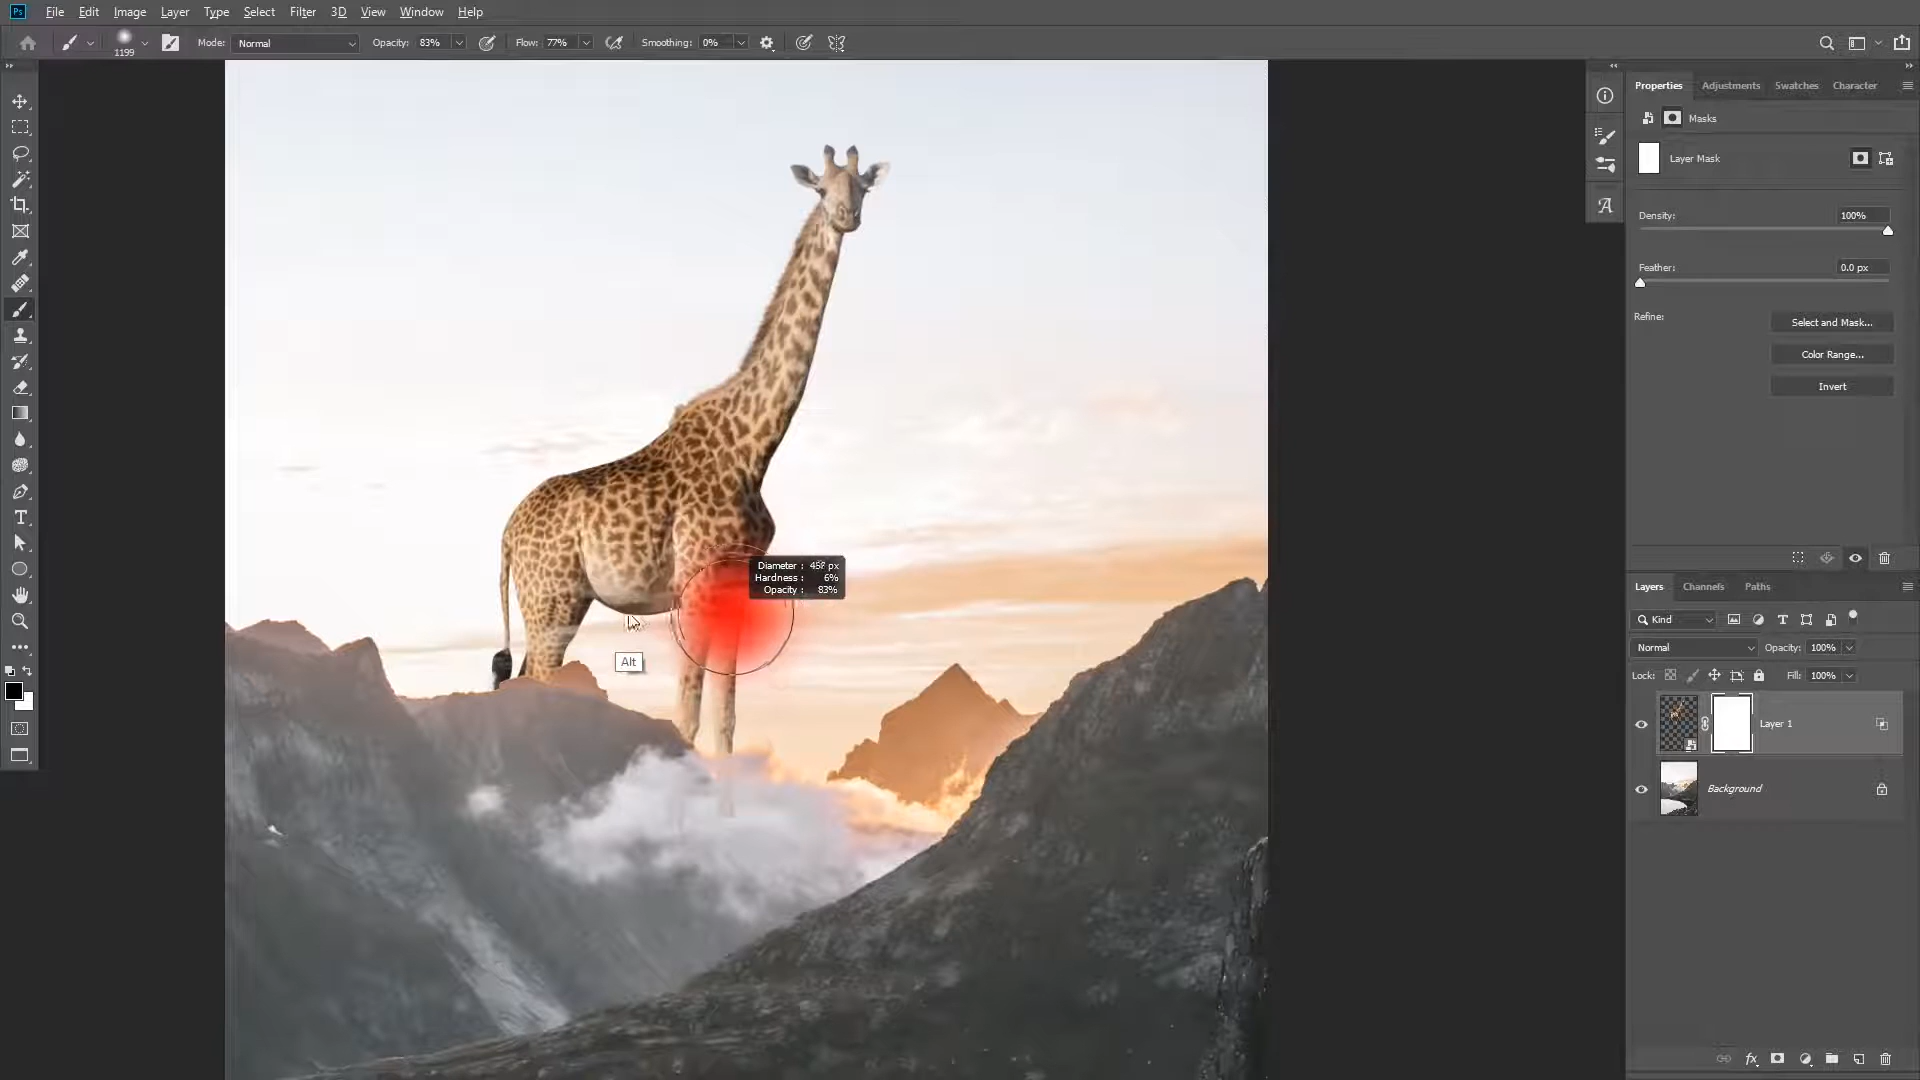 Ps File Edit Image Layer Type Select Filter 3D View Window Help
1199 Mode: Normal Opacity: 83% Flow: 77% Smoothing: 0%
Properties Adjustments Swatches Character
Masks
Layer Mask
Density: 100%
Feather: 0.0 px
Refine: Select and Mask...
Color Range...
Invert
Diameter : px
Hardness : 6%
Opacity : 83%
Alt
Layers Channels Paths
Kind
Normal Opacity: 100%
Lock: Fill: 100%
Layer 1
Background